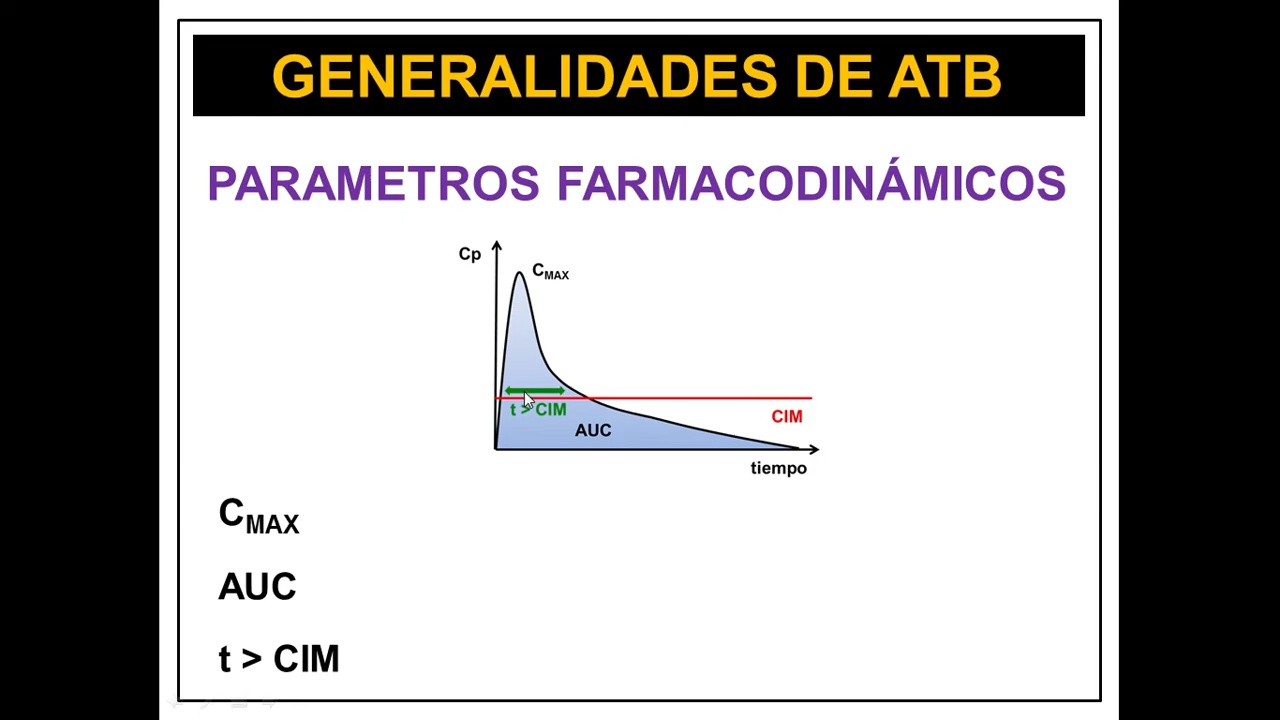 GENERALIDADES DE ATB
PARAMETROS FARMACODINÁMICOS
Cp
CMAX
t > CIM
CIM
AUC
tiempo
CMAX
AUC
t > CIM